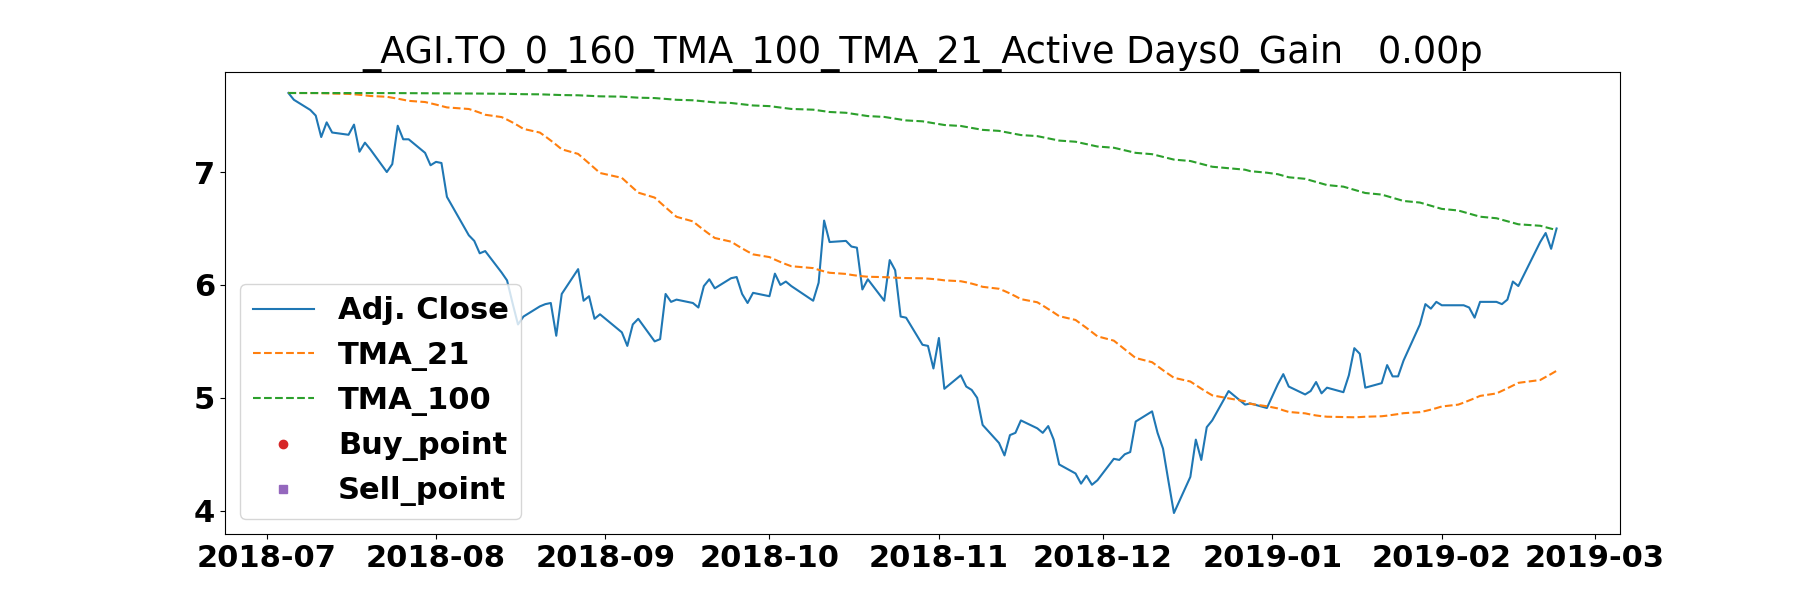 _AGI.TO_0_160_TMA_100_TMA_21_Active Days0_Gain   0.00p
7
6
5
4
Adj. Close
TMA_21
TMA_100
Buy_point
Sell_point
2018-07 2018-08 2018-09 2018-10 2018-11 2018-12 2019-01 2019-02 2019-03